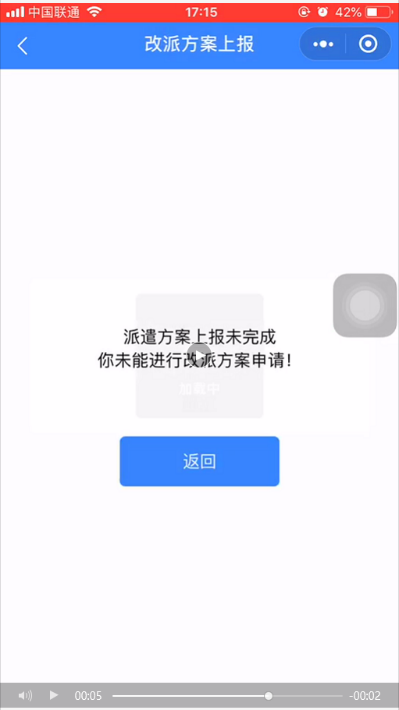 中国联通
17:15
42%
改派方案上报
派遣方案上报未完成
你未能进行改派方案申请！
加载中
返回
00:05
-00:02